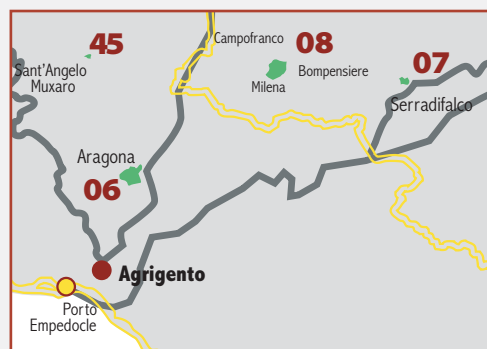 45
Campofranco
08
07
Sant'Angelo
Muxaro
Bompensiere
Milena
Serradifalco
Aragona
06
Agrigento
Porto
Empedocle